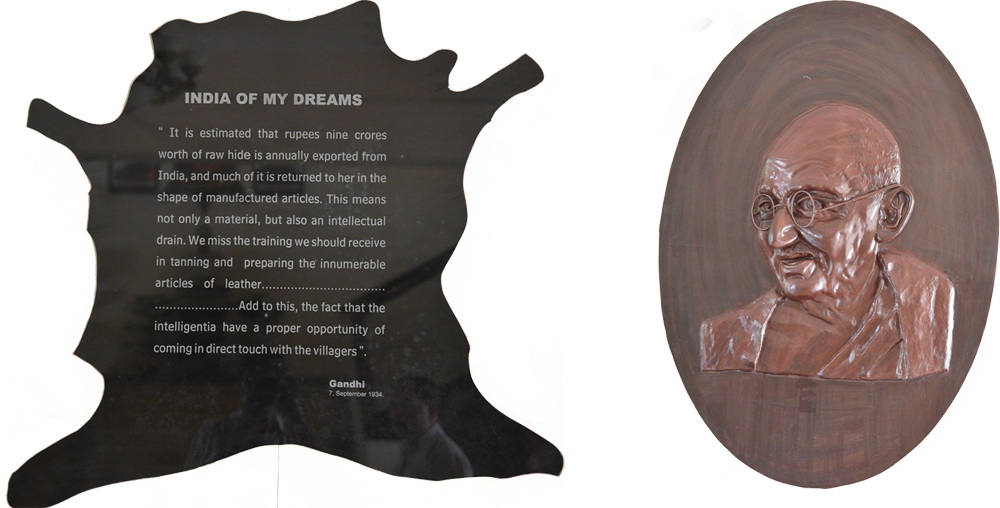 INDIA OF MY DREAMS
" It is estimated that rupees nine crores
worth of raw hide is annually exported from
India, and much of it is returned to her in the
shape of manufactured articles. This means
not only a material, but also an intellectual
drain. We miss the training we should receive
in tanning and preparing the innumerable
articles of leather..................................
.......................Add to this, the fact that the
intelligentia have a proper opportunity of
coming in direct touch with the villagers ".
Gandhi
7, September 1934.